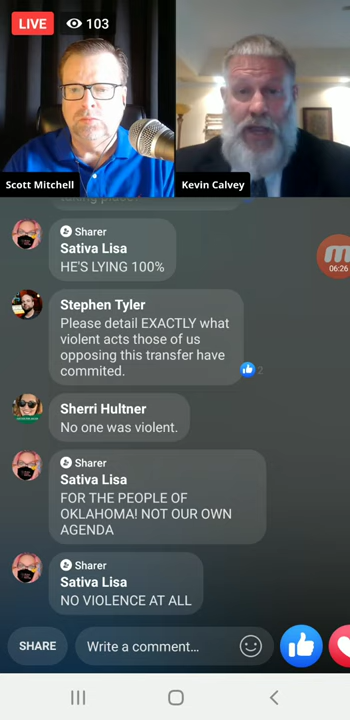 LIVE
103
Scott Mitchell
Kevin Calvey
taking place?
Sharer
Sativa Lisa
HE'S LYING 100%
06:26
Stephen Tyler
Please detail EXACTLY what
violent acts those of us
opposing this transfer have
commited.
2
Sherri Hultner
No one was violent.
Sharer
Sativa Lisa
FOR THE PEOPLE OF
OKLAHOMA! NOT OUR OWN
AGENDA
Sharer
Sativa Lisa
NO VIOLENCE AT ALL
SHARE
Write a comment...